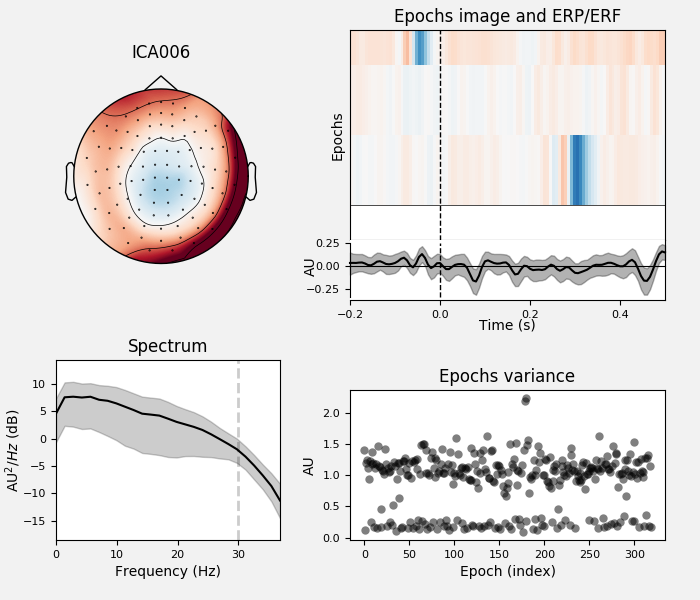 ICA006
Epochs image and ERP/ERF
Epochs
0.25
0.00
−0.25
AU
−0.2
0.0
0.2
0.4
Time (s)
Spectrum
10
5
0
−5
−10
−15
AU²/Hz (dB)
0
10
20
30
Frequency (Hz)
Epochs variance
2.0
1.5
1.0
0.5
0.0
AU
0
50
100
150
200
250
300
Epoch (index)